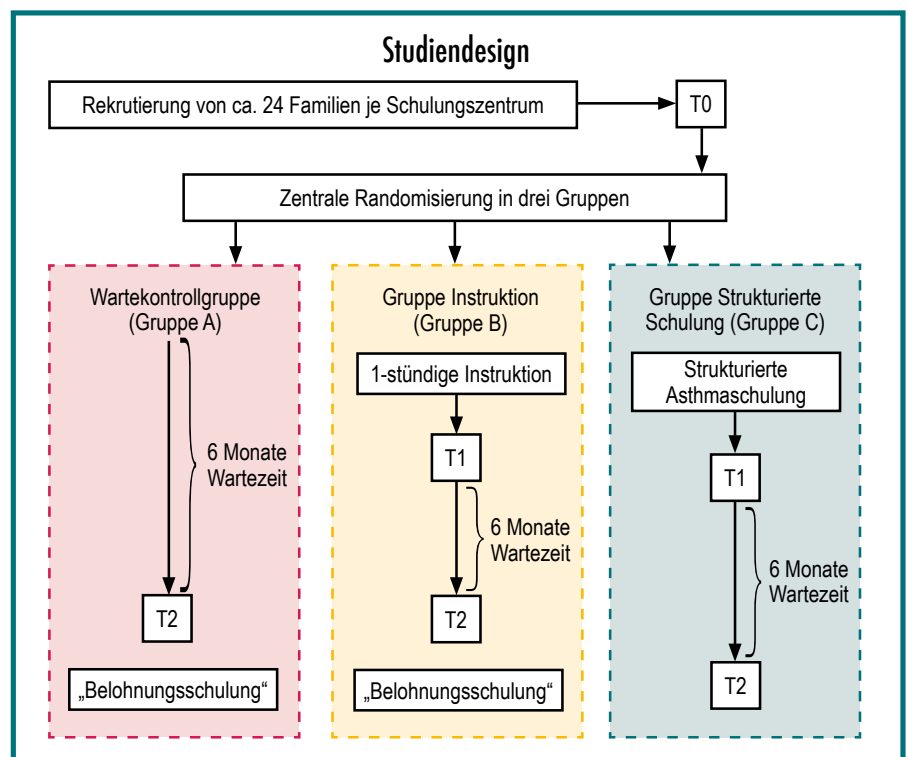 Studiendesign
Rekrutierung von ca. 24 Familien je Schulungszentrum
T0
Zentrale Randomisierung in drei Gruppen
Wartekontrollgruppe
(Gruppe A)
6 Monate
Wartezeit
T2
„Belohnungsschulung“
Gruppe Instruktion
(Gruppe B)
1-stündige Instruktion
T1
6 Monate
Wartezeit
T2
„Belohnungsschulung“
Gruppe Strukturierte
Schulung (Gruppe C)
Strukturierte
Asthmaschulung
T1
6 Monate
Wartezeit
T2